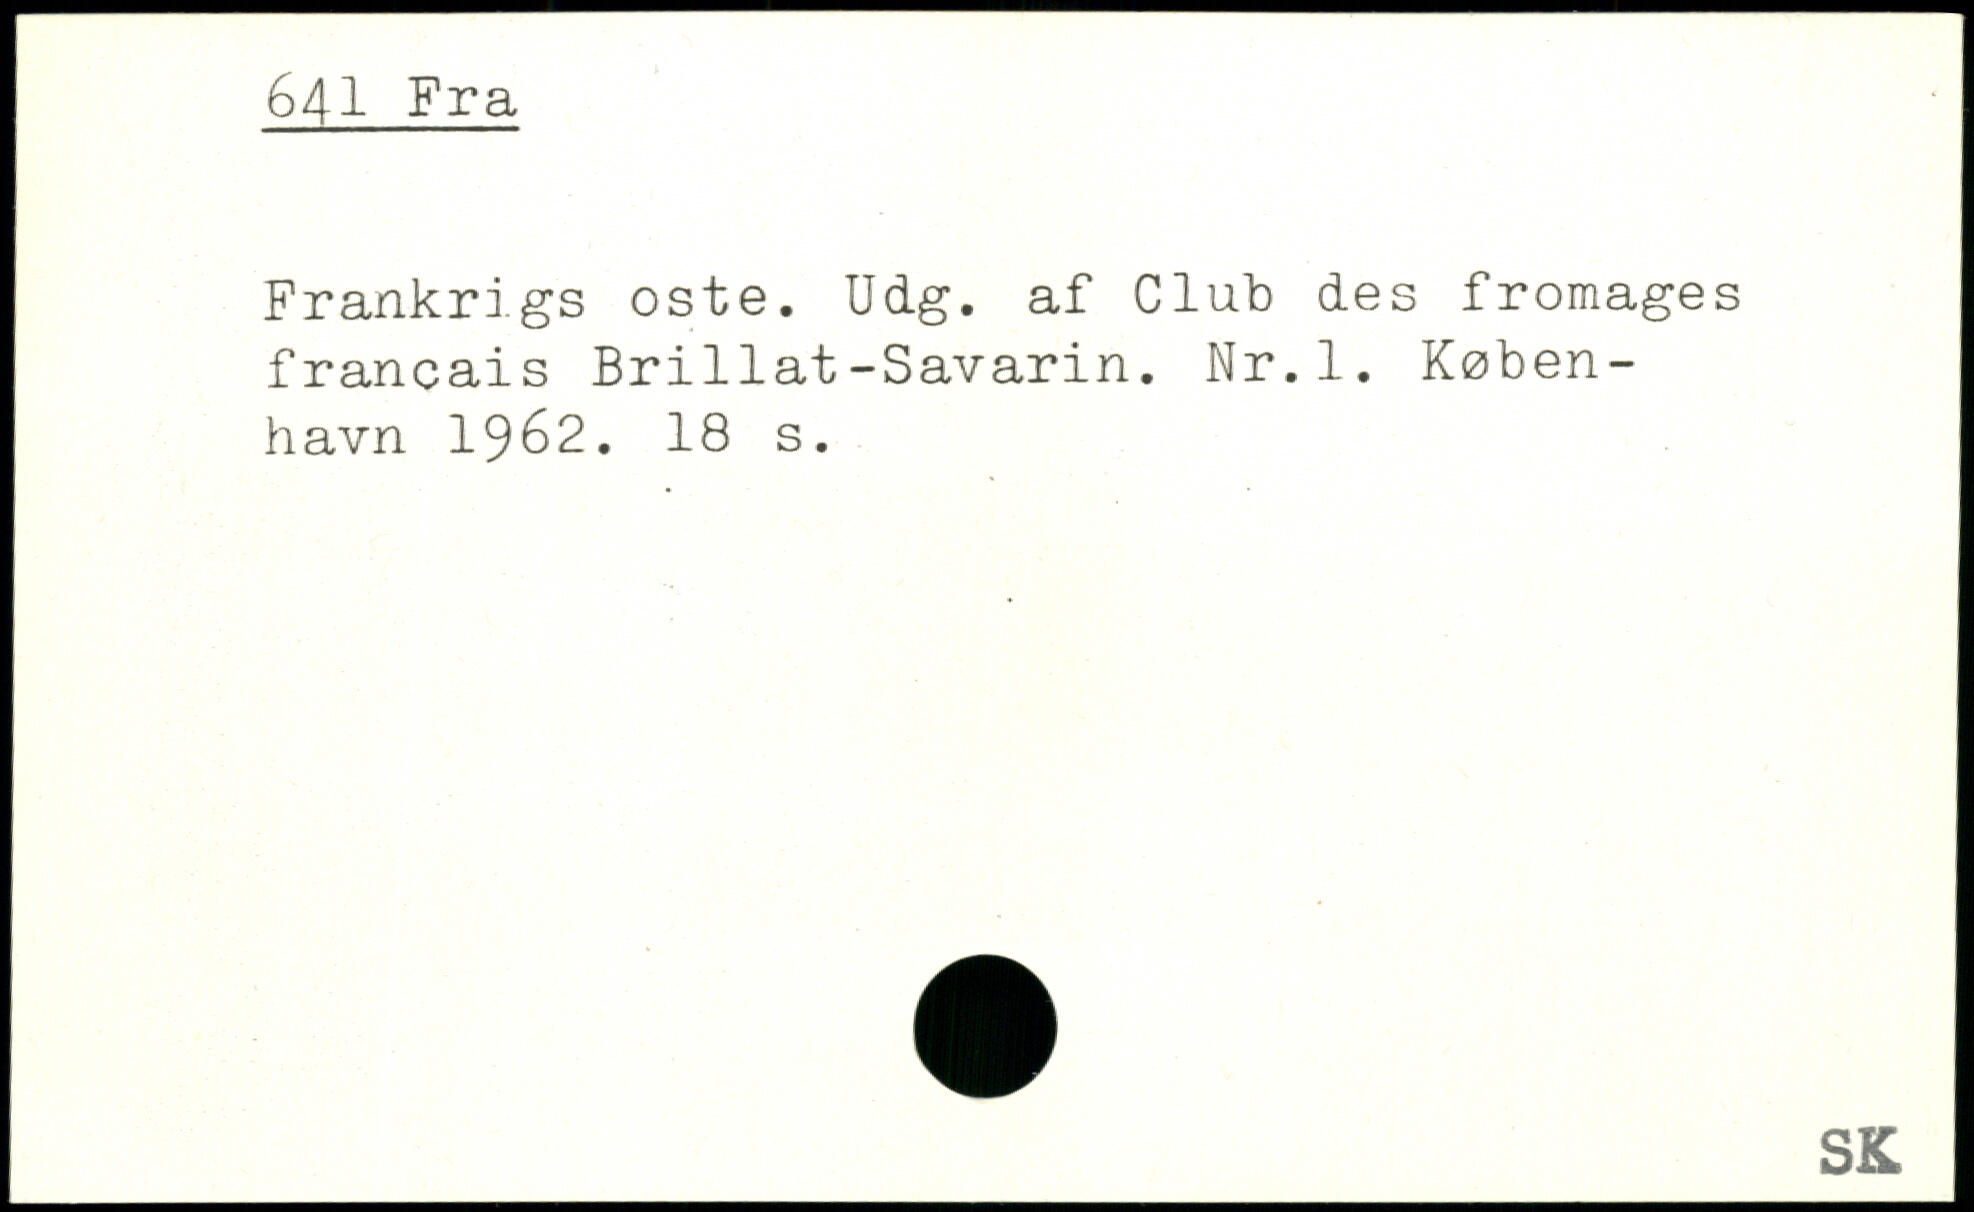 641 Fra
Frankrigs oste. Udg. af Club des fromages
français Brillat-Savarin. Nr.1. Køben-
havn 1962. 18 s.
SK